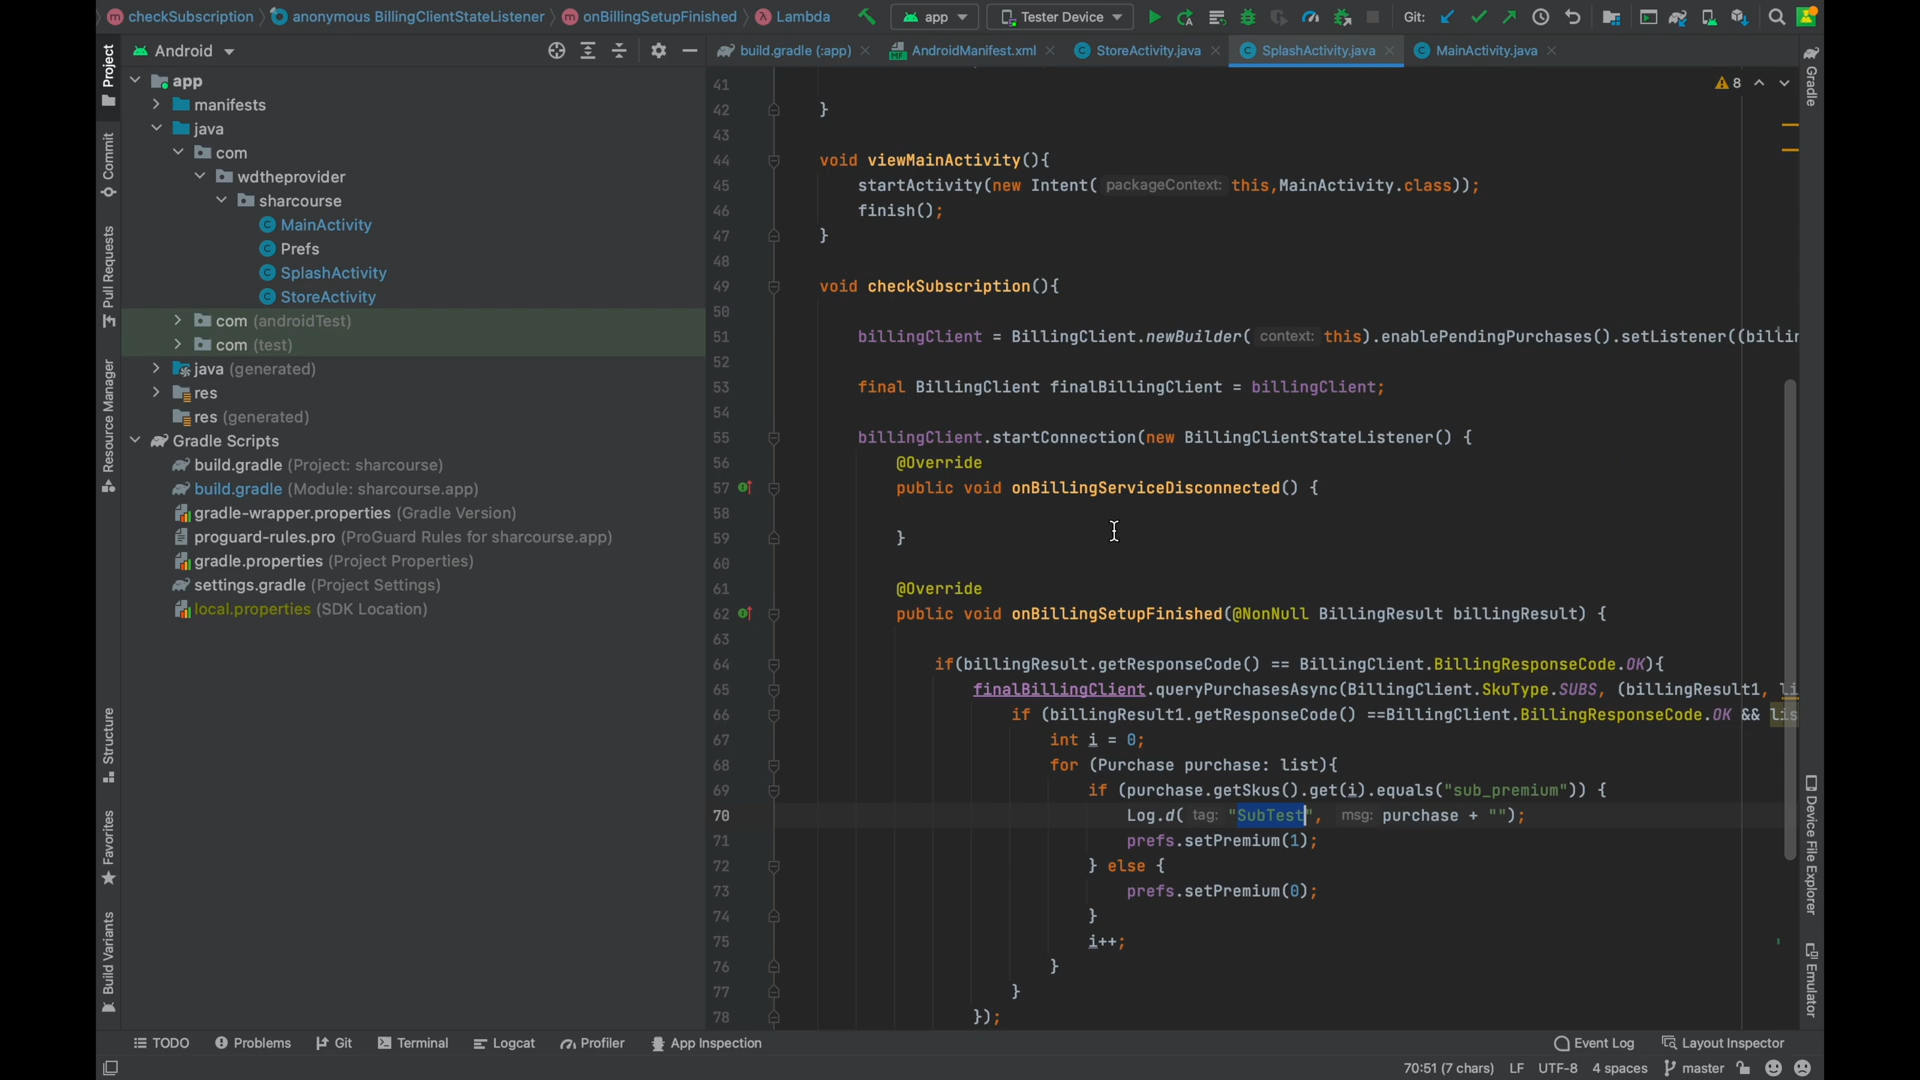 checkSubscription anonymous BillingClientStateListener onBillingSetupFinished Lambda app Tester Device Git:
Android
build.gradle (:app) AndroidManifest.xml StoreActivity.java SplashActivity.java MainActivity.java
Project
Commit
Pull Requests
Resource Manager
Structure
Favorites
Build Variants
app
manifests
java
com
wdtheprovider
sharcourse
MainActivity
Prefs
SplashActivity
StoreActivity
com (androidTest)
com (test)
java (generated)
res
res (generated)
Gradle Scripts
build.gradle (Project: sharcourse)
build.gradle (Module: sharcourse.app)
gradle-wrapper.properties (Gradle Version)
proguard-rules.pro (ProGuard Rules for sharcourse.app)
gradle.properties (Project Properties)
settings.gradle (Project Settings)
local.properties (SDK Location)
8
41
42 }
43
44 void viewMainActivity(){
45 startActivity(new Intent( packageContext: this,MainActivity.class));
46 finish();
47 }
48
49 void checkSubscription(){
50
51 billingClient = BillingClient.newBuilder( context: this).enablePendingPurchases().setListener((billin
52
53 final BillingClient finalBillingClient = billingClient;
54
55 billingClient.startConnection(new BillingClientStateListener() {
56 @Override
57 public void onBillingServiceDisconnected() {
58
59 }
60
61 @Override
62 public void onBillingSetupFinished(@NonNull BillingResult billingResult) {
63
64 if(billingResult.getResponseCode() == BillingClient.BillingResponseCode.OK){
65 finalBillingClient.queryPurchasesAsync(BillingClient.SkuType.SUBS, (billingResult1, li
66 if (billingResult1.getResponseCode() ==BillingClient.BillingResponseCode.OK && lis
67 int i = 0;
68 for (Purchase purchase: list){
69 if (purchase.getSkus().get(i).equals("sub_premium")) {
70 Log.d( tag: "SubTest", msg: purchase + "");
71 prefs.setPremium(1);
72 } else {
73 prefs.setPremium(0);
74 }
75 i++;
76 }
77 }
78 });
Gradle
Device File Explorer
Emulator
TODO Problems Git Terminal Logcat Profiler App Inspection Event Log Layout Inspector
70:51 (7 chars) LF UTF-8 4 spaces master